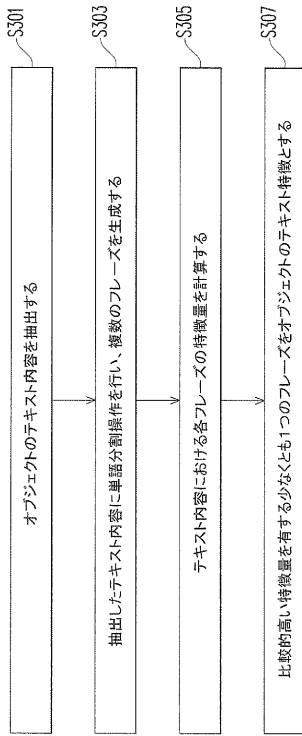 S301
オブジェクトのテキスト内容を抽出する
S303
抽出したテキスト内容に単語分割操作を行い、複数のフレーズを生成する
S305
テキスト内容における各フレーズの特徴量を計算する
S307
比較的高い特徴量を有する少なくとも1つのフレーズをオブジェクトのテキスト特徴とする